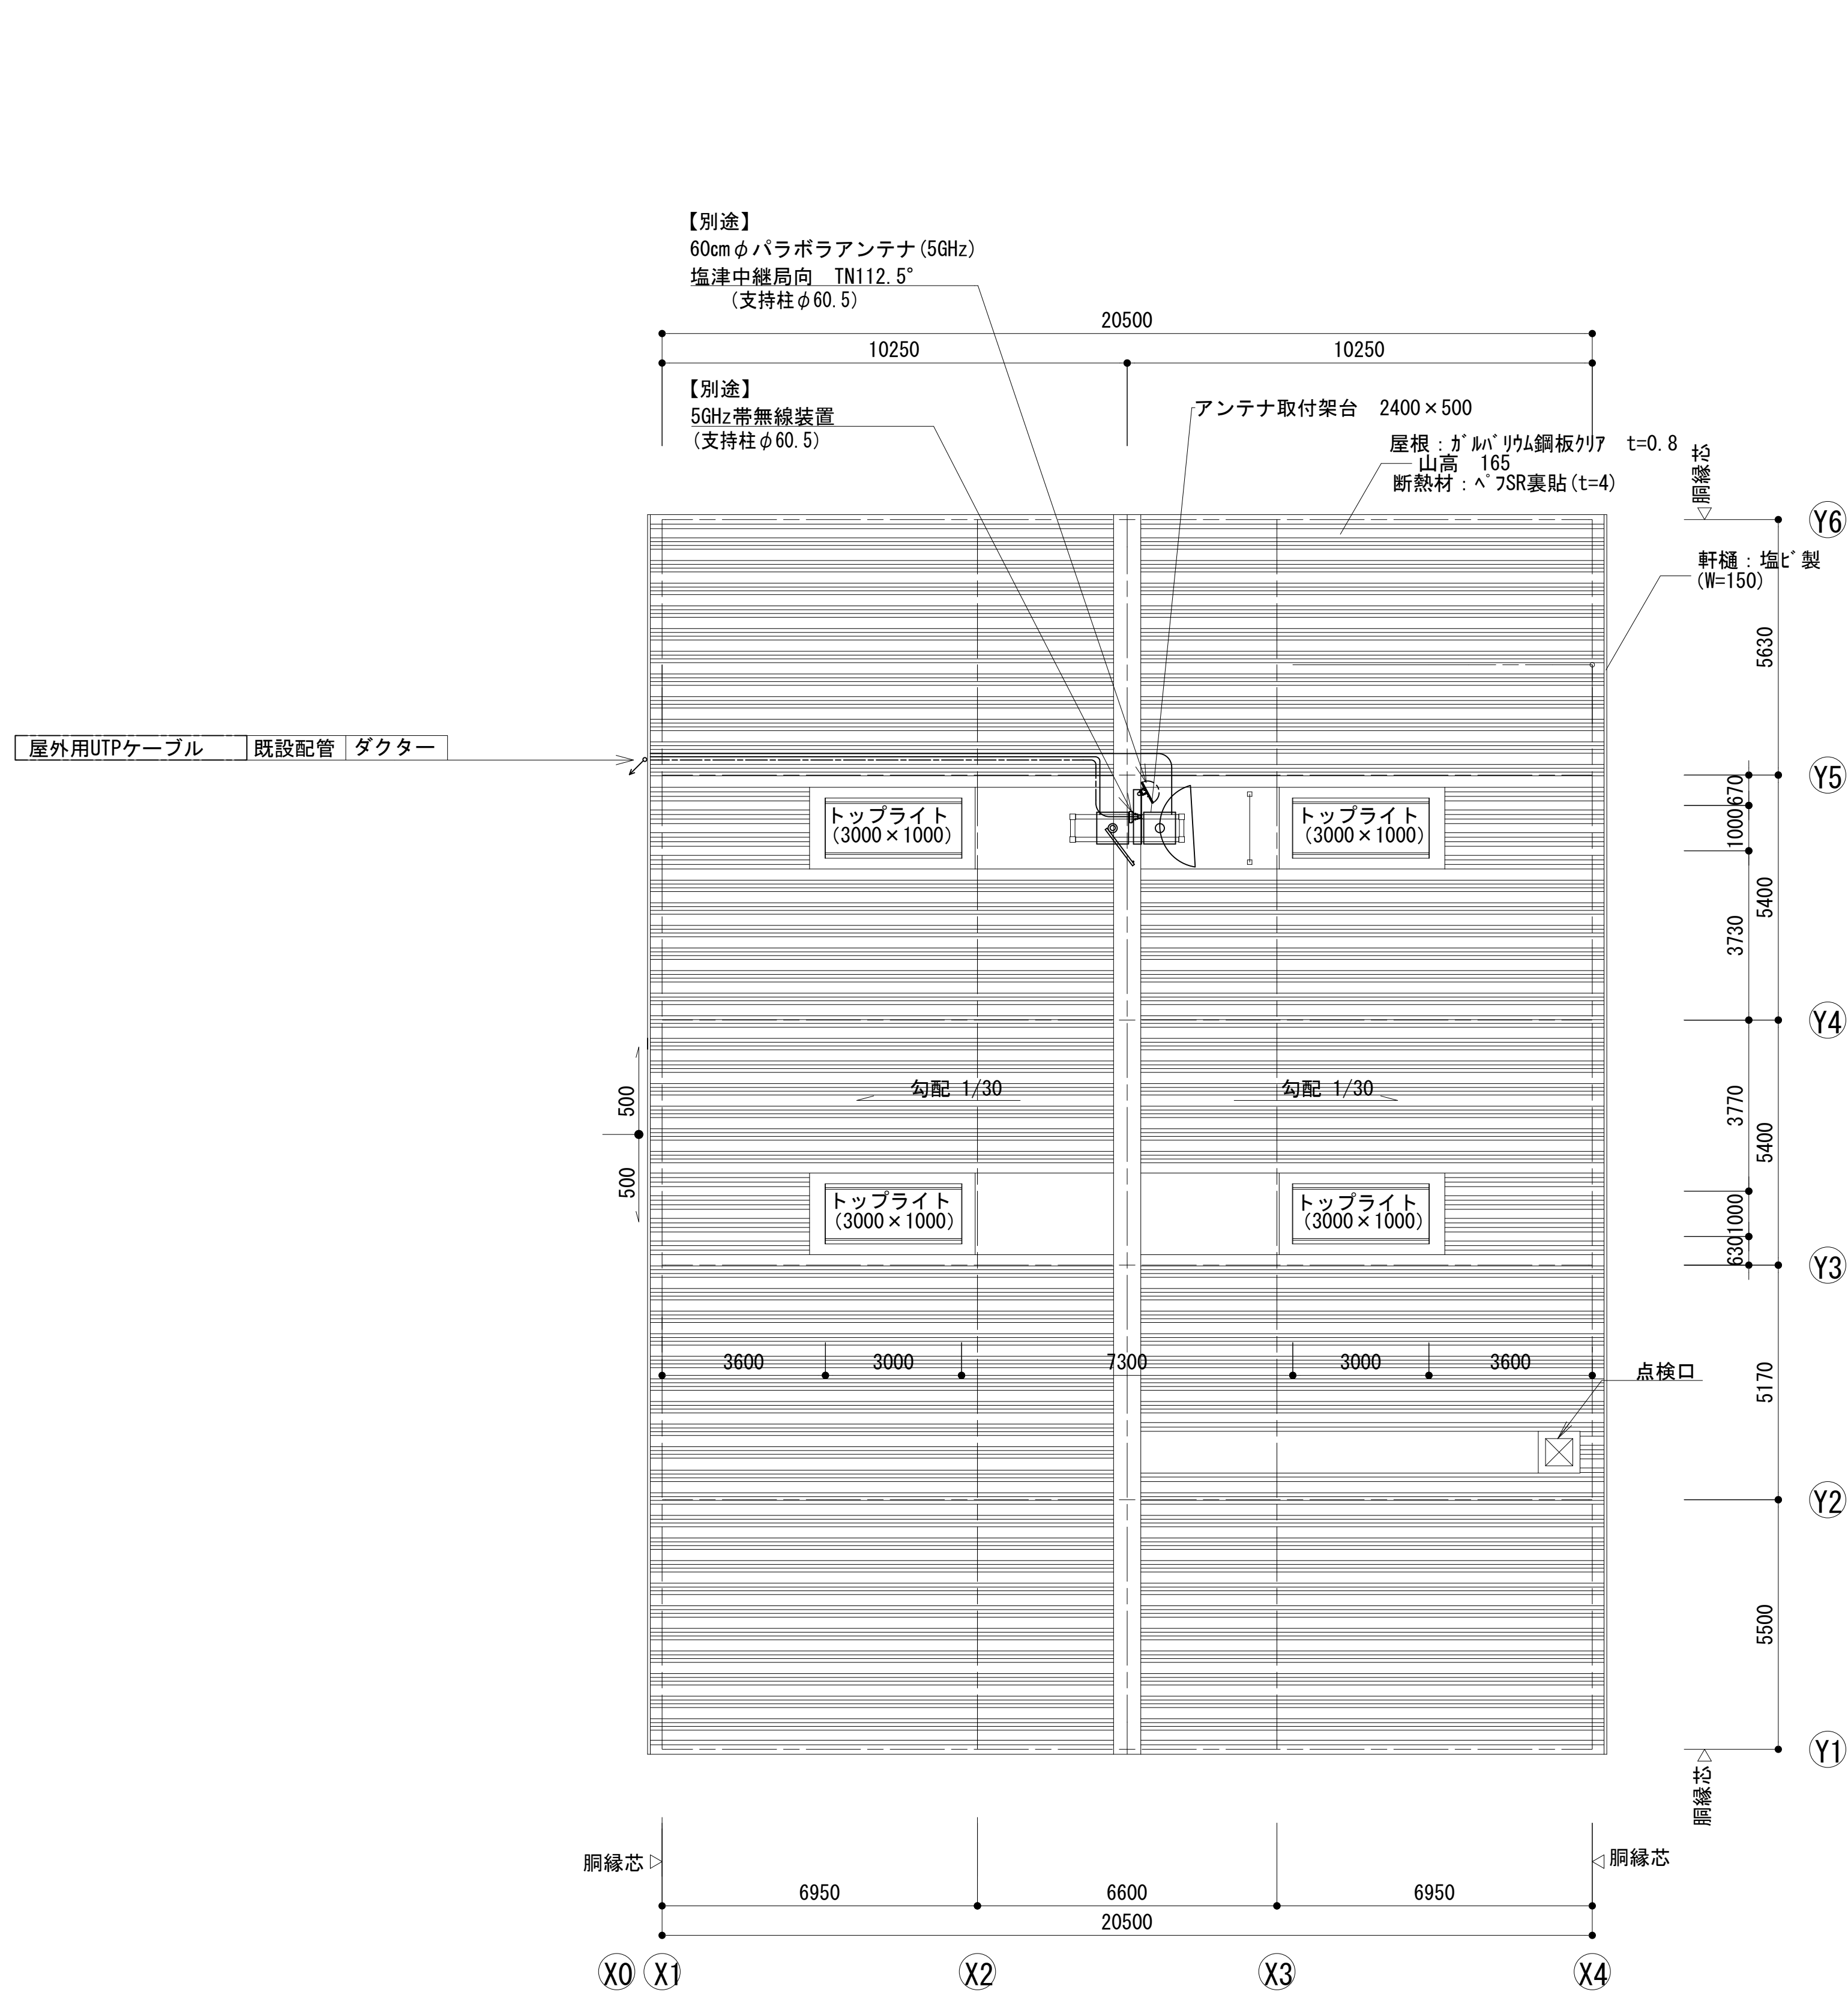 【別途】
60cmφパラボラアンテナ(5GHz)
塩津中継局向　TN112.5°
(支持柱φ60.5)
20500
10250
10250
【別途】
5GHz帯無線装置
(支持柱φ60.5)
アンテナ取付架台　2400×500
屋根：ｶﾞﾙﾊﾞﾘｳﾑ鋼板ｸﾘｱ　t=0.8
山高　165
断熱材：ﾍﾟﾌSR裏貼(t=4)
胴縁芯
Y6
軒樋：塩ﾋﾞ製
(W=150)
5630
屋外用UTPケーブル
既設配管
ダクター
Y5
670
1000
トップライト
(3000×1000)
トップライト
(3000×1000)
5400
3730
Y4
勾配 1/30
勾配 1/30
500
500
3770
5400
トップライト
(3000×1000)
トップライト
(3000×1000)
1000
630
Y3
3600
3000
7300
3000
3600
点検口
5170
Y2
5500
Y1
胴縁芯
胴縁芯
胴縁芯
6950
6600
6950
20500
X0
X1
X2
X3
X4